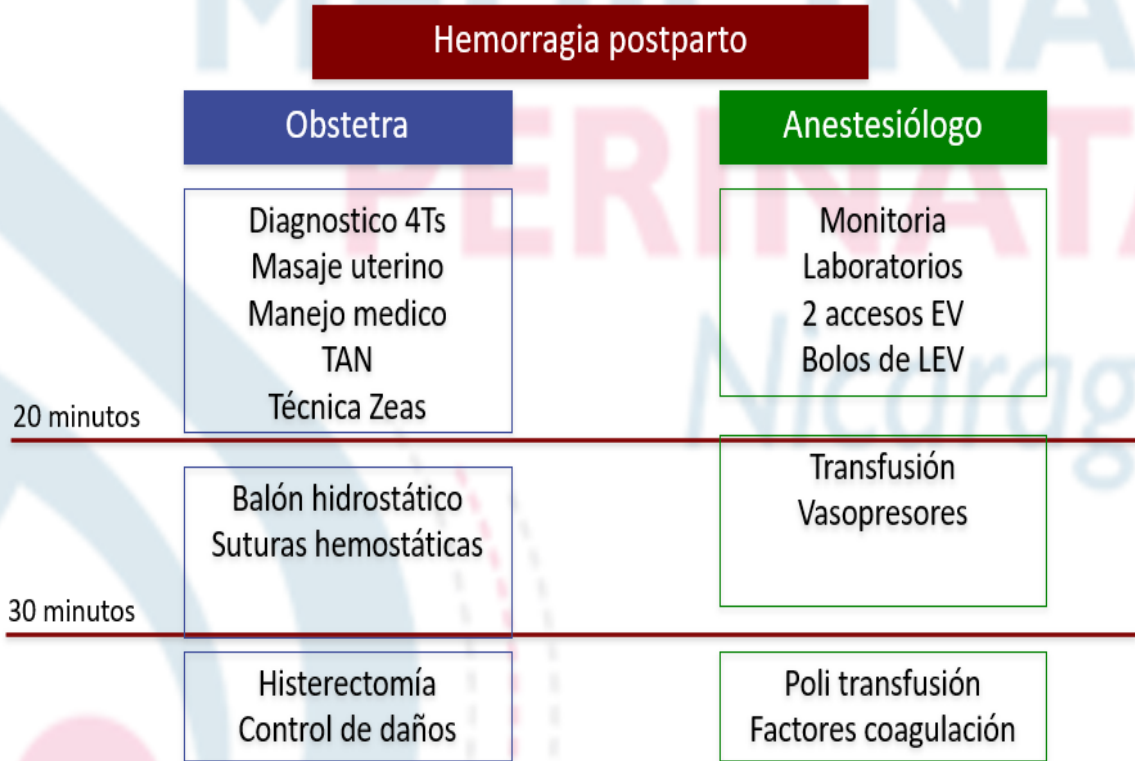 Hemorragia postparto
Obstetra
Anestesiólogo
Diagnostico 4Ts
Masaje uterino
Manejo medico
TAN
Técnica Zeas
Monitoria
Laboratorios
2 accesos EV
Bolos de LEV
20 minutos
Balón hidrostático
Suturas hemostáticas
Transfusión
Vasopresores
30 minutos
Histerectomía
Control de daños
Poli transfusión
Factores coagulación